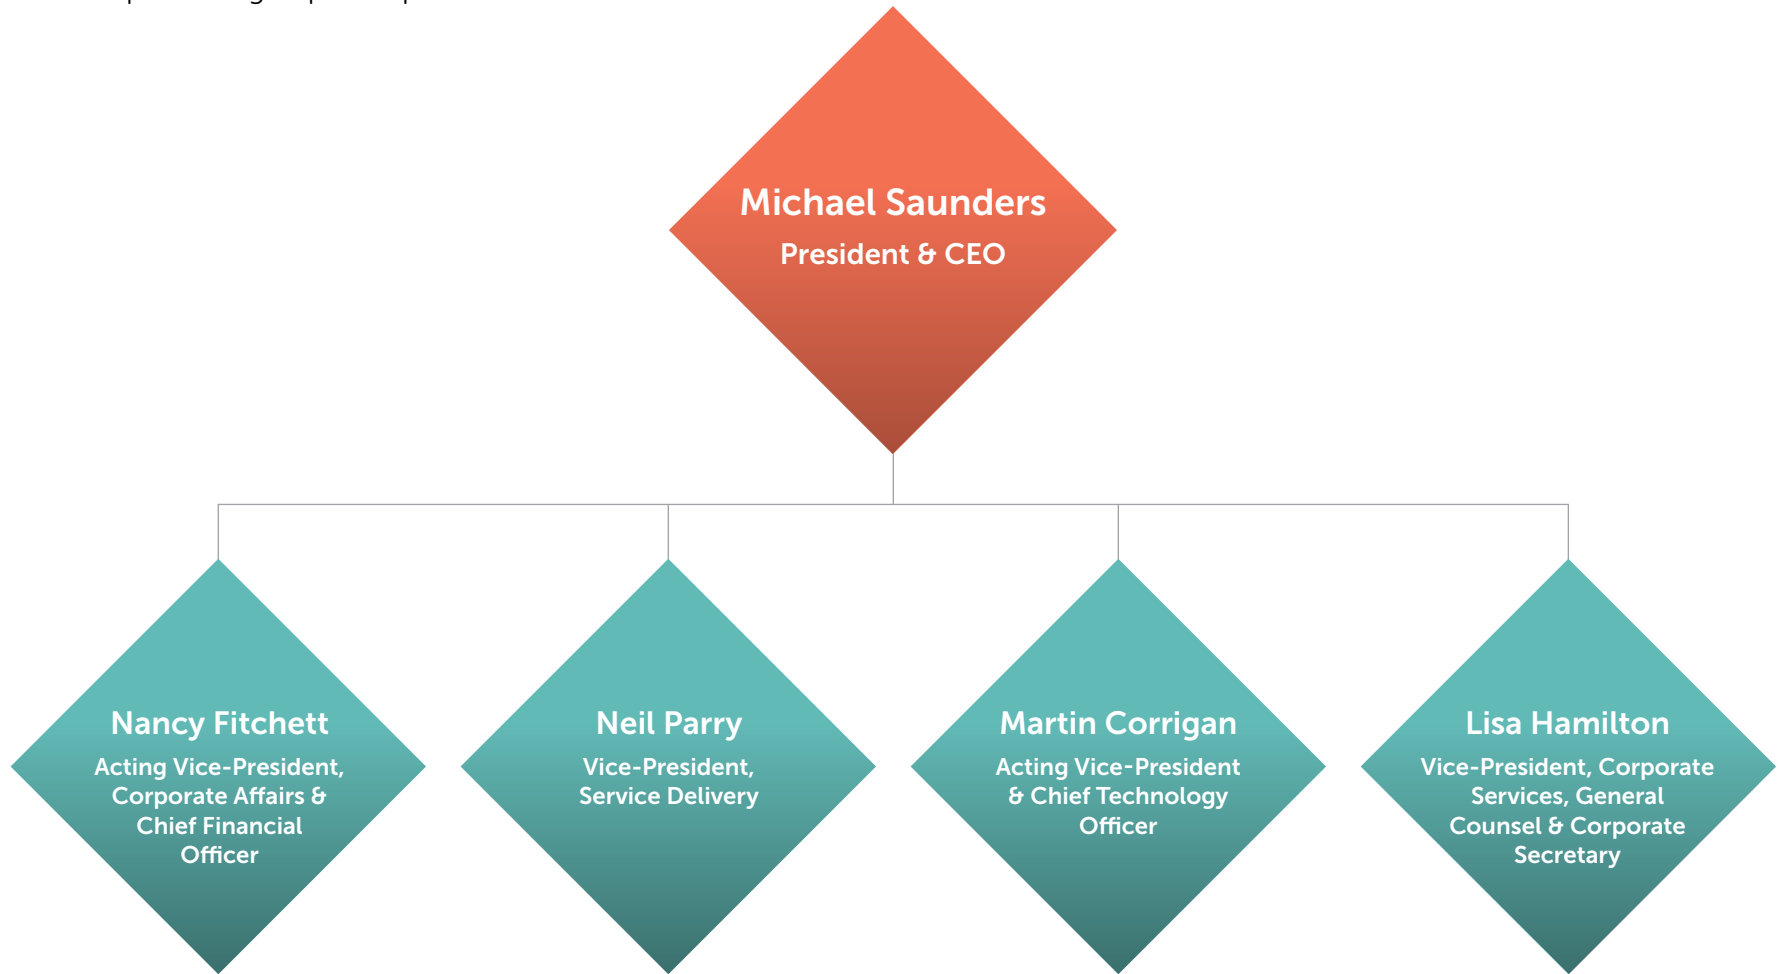 Michael Saunders
President & CEO
Nancy Fitchett
Acting Vice-President,
Corporate Affairs &
Chief Financial
Officer
Neil Parry
Vice-President,
Service Delivery
Martin Corrigan
Acting Vice-President
& Chief Technology
Officer
Lisa Hamilton
Vice-President, Corporate
Services, General
Counsel & Corporate
Secretary